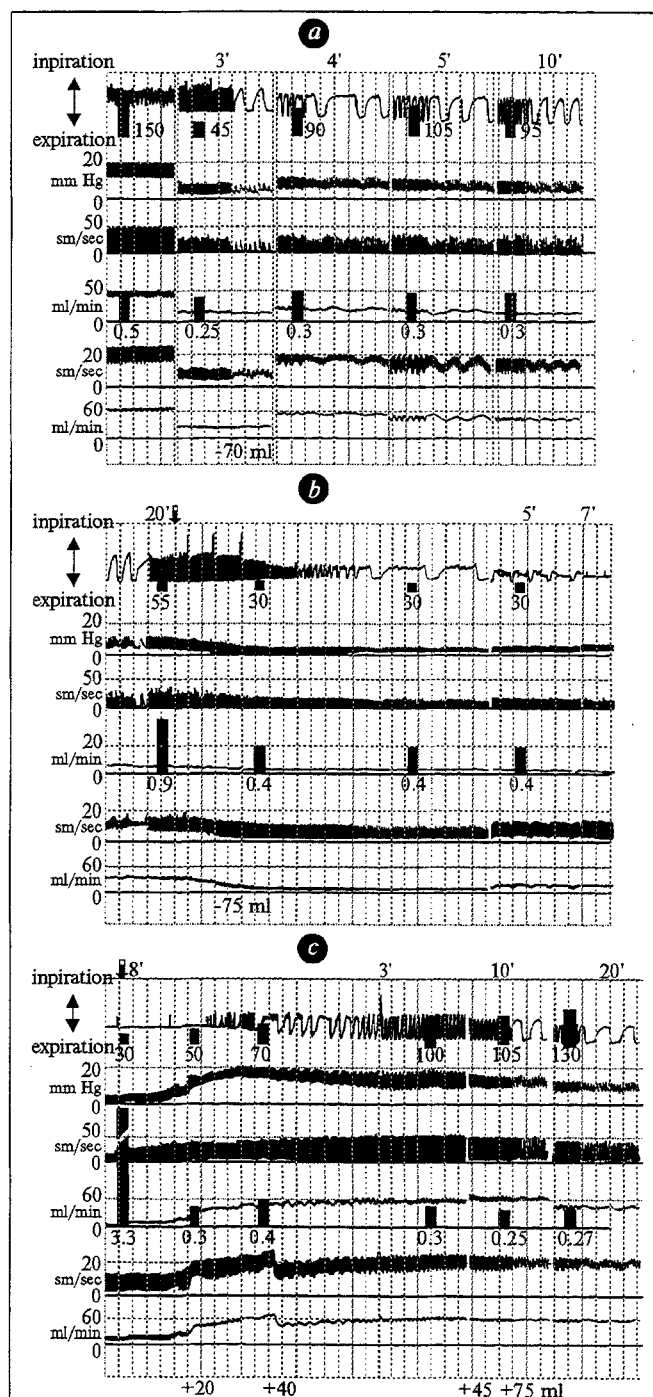 a
3' 4' 5' 10'
inpiration
expiration
150 45 90 105 95
20
mm Hg
0
50
sm/sec
0
50
ml/min
0
0.5 0.25 0.3 0.3 0.3
20
sm/sec
0
60
ml/min
0
-70 ml
b
inpiration 20' 5' 7'
expiration
55 30 30 30
20
mm Hg
0
50
sm/sec
0
20
ml/min
0
0.9 0.4 0.4 0.4
20
sm/sec
0
60
ml/min
0
-75 ml
c
inpiration 8' 3' 10' 20'
expiration
30 50 70 100 105 130
20
mm Hg
0
50
sm/sec
0
60
ml/min
0
3.3 0.3 0.4 0.3 0.25 0.27
20
sm/sec
0
60
ml/min
0
+20 +40 +45 +75 ml